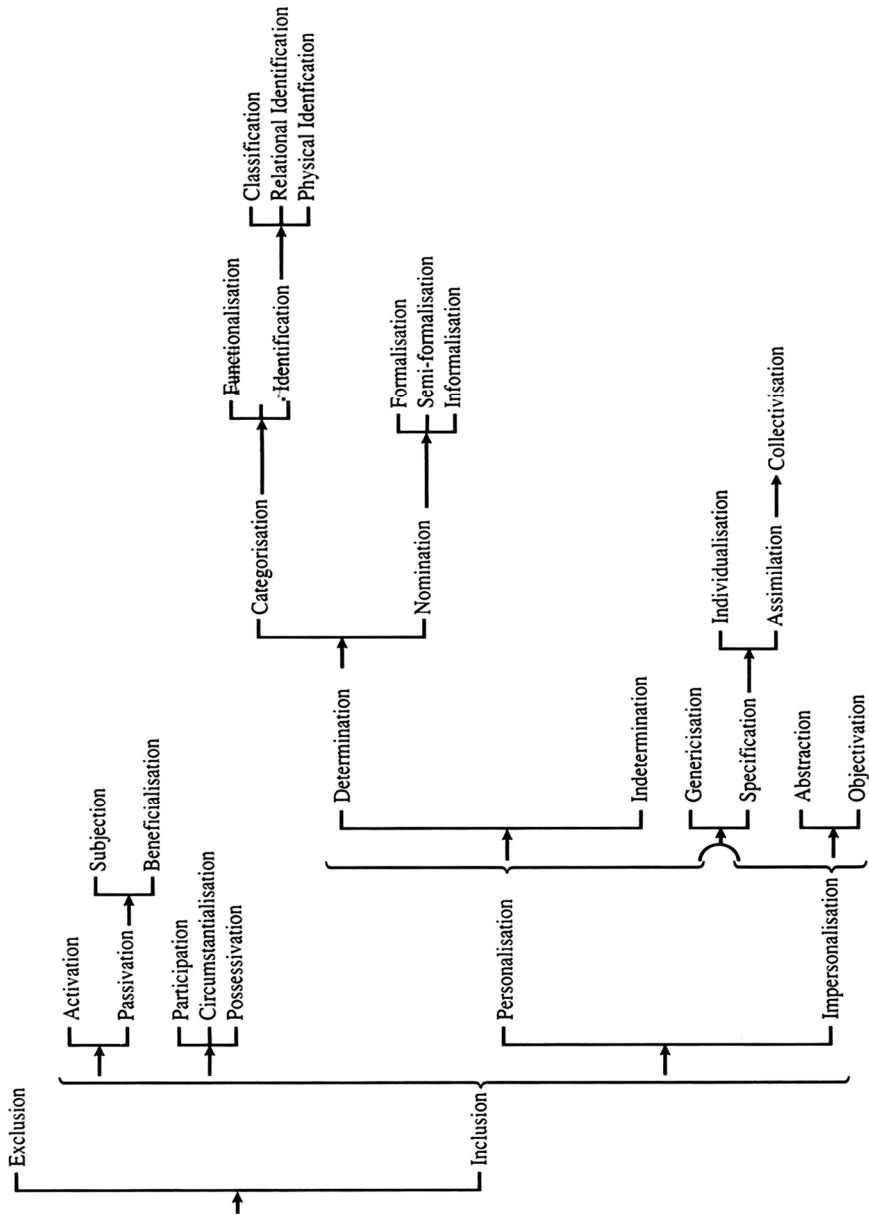 Exclusion
Inclusion
Activation
Passivation
Subjection
Beneficialisation
Participation
Circumstantialisation
Possessivation
Personalisation
Impersonalisation
Determination
Indetermination
Categorisation
Functionalisation
Identification
Classification
Relational Identification
Physical Idenfication
Nomination
Formalisation
Semi-formalisation
Informalisation
Genericisation
Specification
Individualisation
Assimilation
Collectivisation
Abstraction
Objectivation